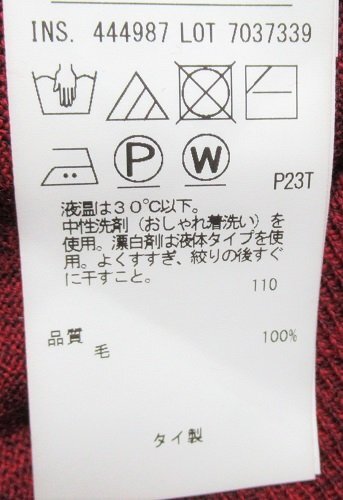 INS. 444987 LOT 7037339
P
W
P23T
液温は30℃以下。
中性洗剤(おしゃれ着洗い)を
使用。漂白剤は液体タイプを使
用。よくすすぎ、絞りの後すぐ
に干すこと。
110
品質
毛 100%
タイ製